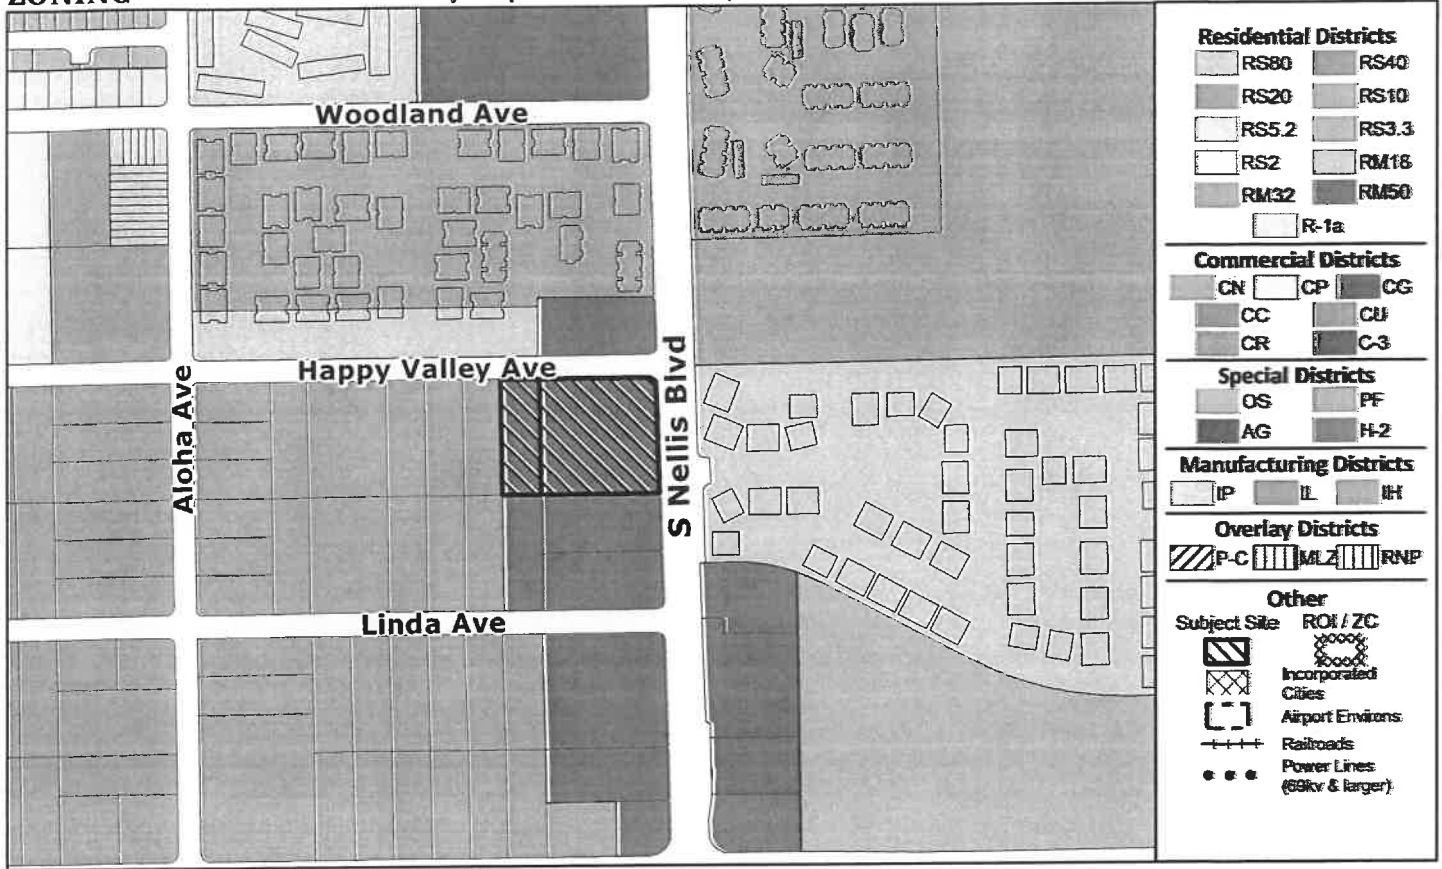 ZONING
Woodland Ave
Happy Valley Ave
Aloha Ave
S Nellis Blvd
Linda Ave
Residential Districts
RS80 RS40
RS20 RS10
RS5.2 RS3.3
RS2 RM18
RM32 RM50
R-1a
Commercial Districts
CN CP CG
CC CU
CR C-3
Special Districts
OS PF
AG H-2
Manufacturing Districts
IP IL IH
Overlay Districts
P-C MLZ RNP
Other
Subject Site ROI / ZC
Incorporated
Cities
Airport Environs
Railroads
Power Lines
(69kv & larger)